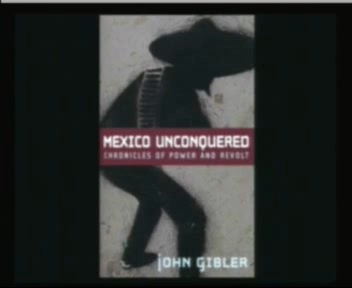 MEXICO UNCONQUERED
CHRONICLES OF POWER AND REVOLT
JOHN GIBLER